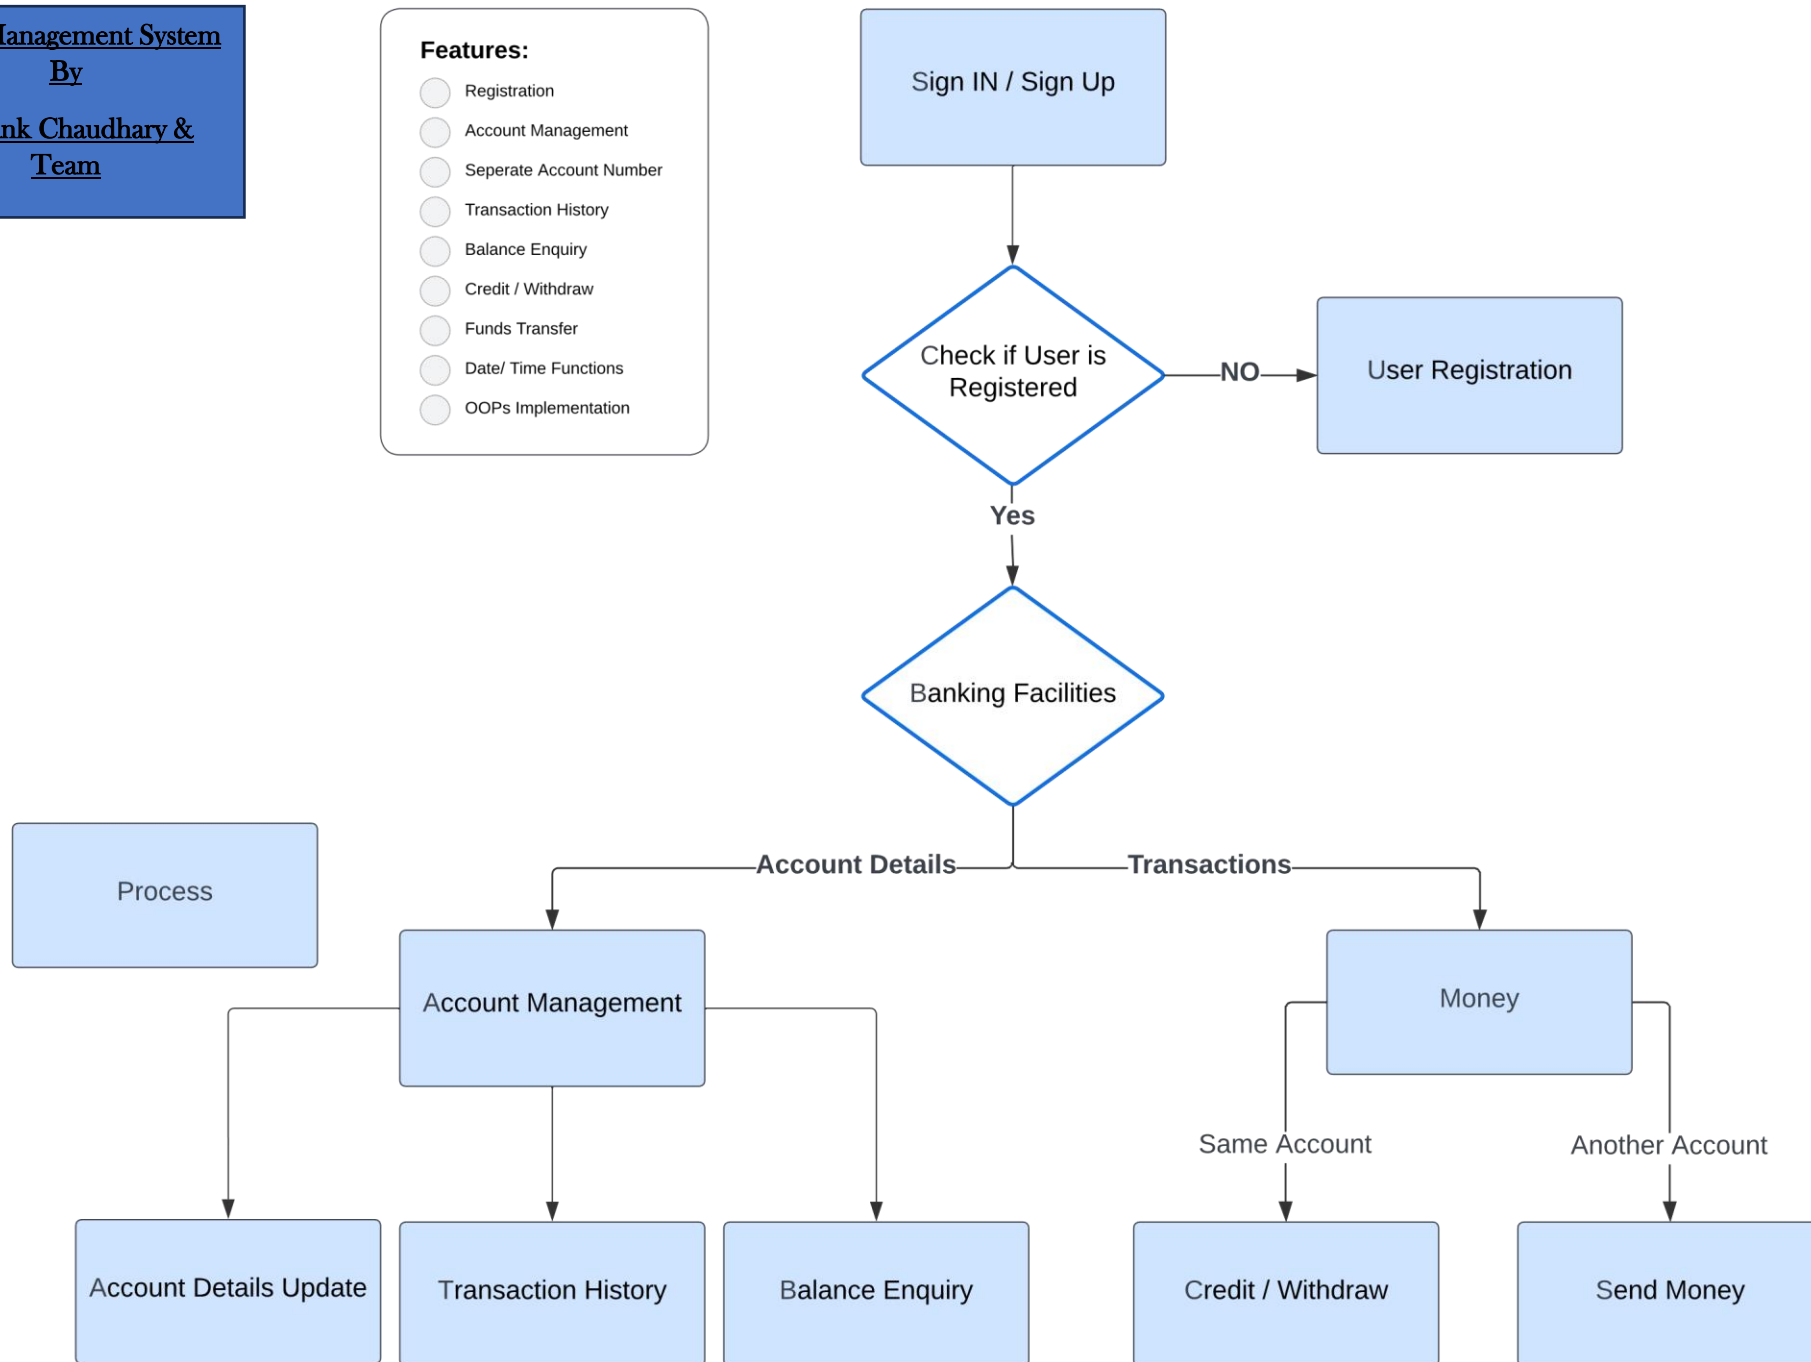 Management System
By
Chaudhary &
Team
Features:
Registration
Account Management
Seperate Account Number
Transaction History
Balance Enquiry
Credit / Withdraw
Funds Transfer
Date/ Time Functions
OOPs Implementation
Sign IN / Sign Up
Check if User is
Registered
NO
User Registration
Yes
Banking Facilities
Account Details
Transactions
Process
Account Management
Money
Same Account
Another Account
Account Details Update
Transaction History
Balance Enquiry
Credit / Withdraw
Send Money